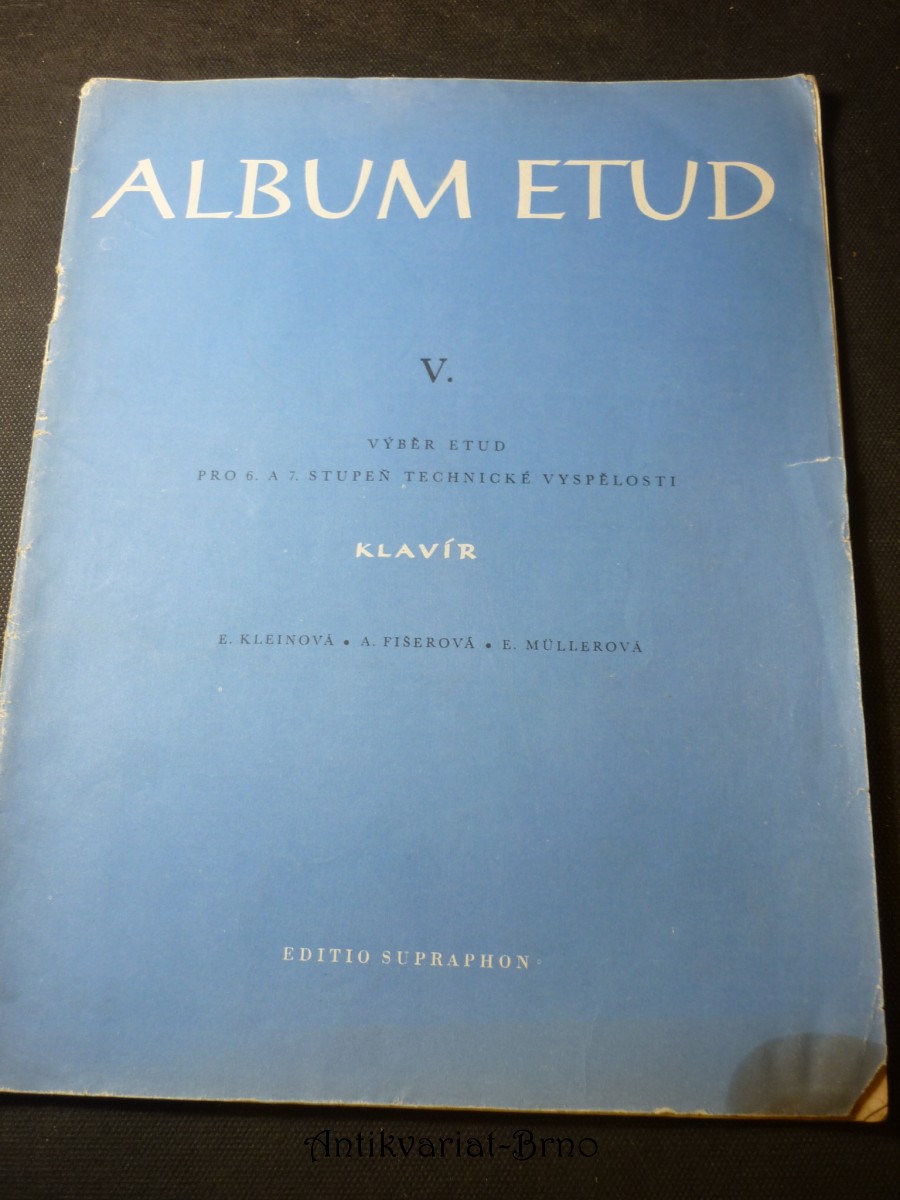 ALBUM ETUD
V.
VÝBĚR ETUD
PRO 6. A 7. STUPEŇ TECHNICKÉ VYSPĚLOSTI
KLAVÍR
E. KLEINOVÁ • A. FIŠEROVÁ • E. MÜLLEROVÁ
EDITIO SUPRAPHON
Antikvariat-Brno